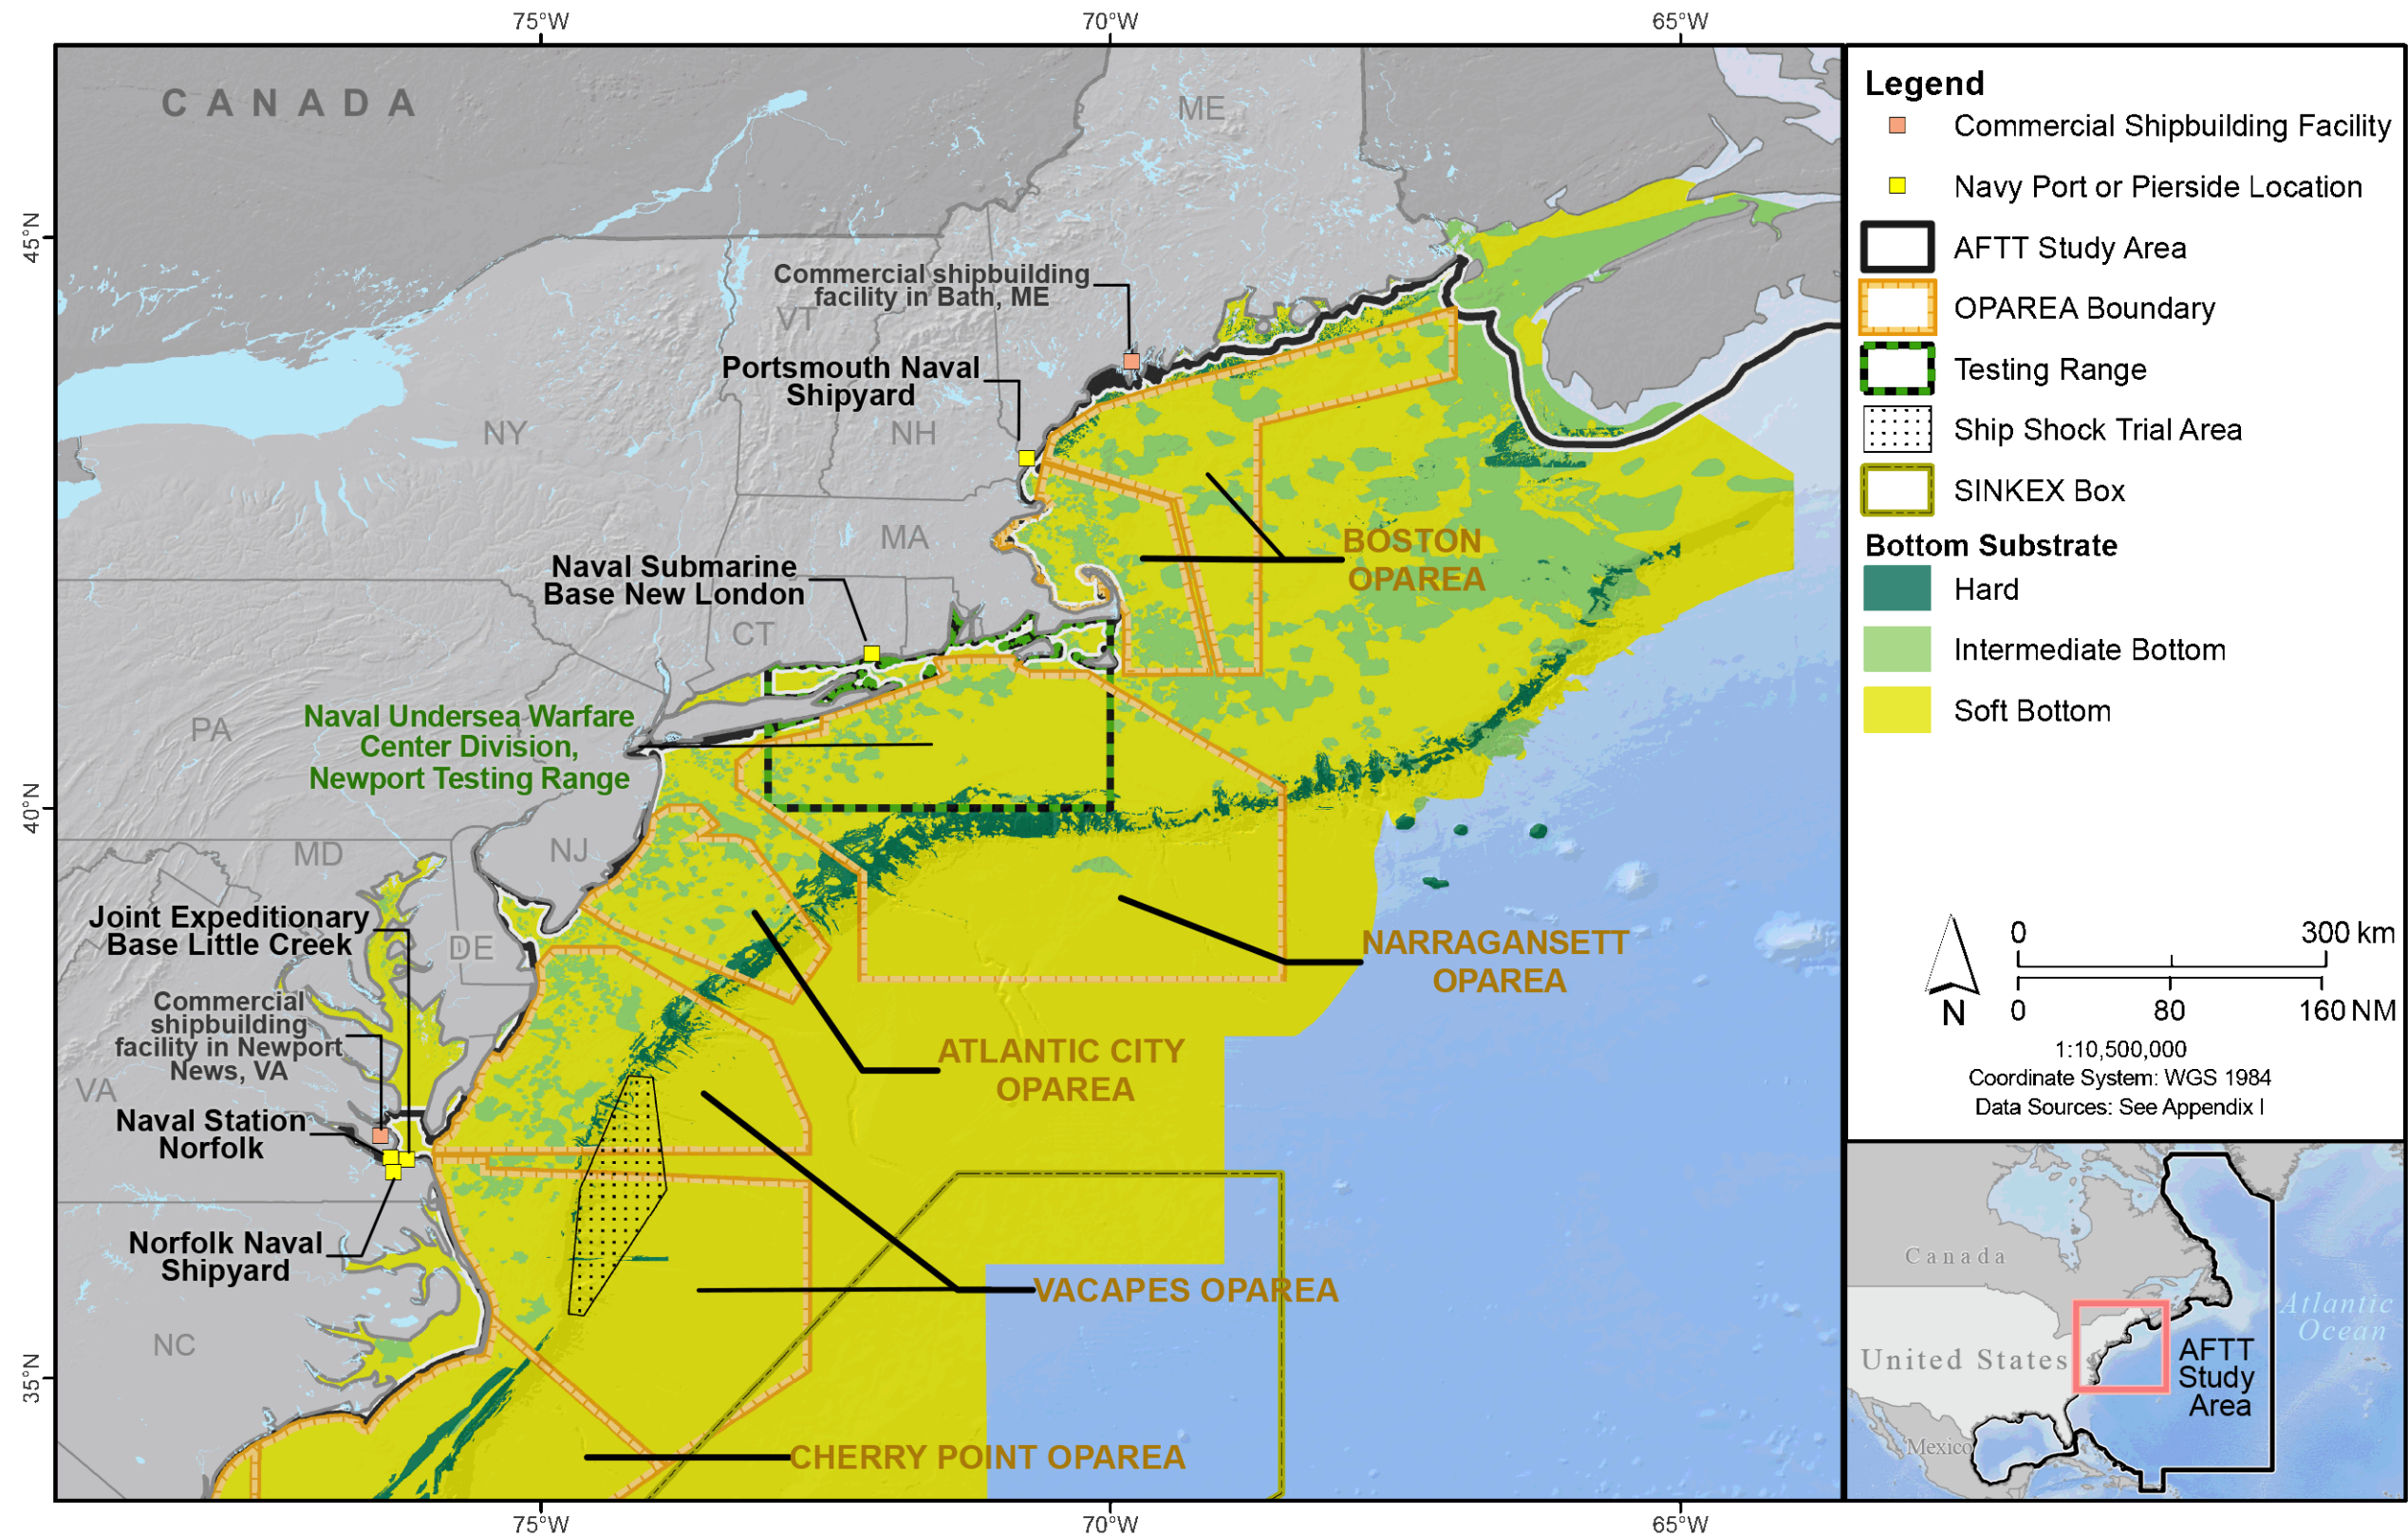 75°W
70°W
65°W
CANADA
ME
45°N
Commercial shipbuilding
facility in Bath, ME
VT
Portsmouth Naval
Shipyard
NY
NH
MA
BOSTON
OPAREA
Naval Submarine
Base New London
CT
PA
Naval Undersea Warfare
Center Division,
Newport Testing Range
40°N
MD
NJ
Joint Expeditionary
Base Little Creek
DE
NARRAGANSETT
OPAREA
Commercial
shipbuilding
facility in Newport
News, VA
ATLANTIC CITY
OPAREA
VA
Naval Station
Norfolk
Norfolk Naval
Shipyard
VACAPES OPAREA
NC
35°N
CHERRY POINT OPAREA
75°W
70°W
65°W
Legend
Commercial Shipbuilding Facility
Navy Port or Pierside Location
AFTT Study Area
OPAREA Boundary
Testing Range
Ship Shock Trial Area
SINKEX Box
Bottom Substrate
Hard
Intermediate Bottom
Soft Bottom
N
0
300 km
0
80
160 NM
1:10,500,000
Coordinate System: WGS 1984
Data Sources: See Appendix I
Canada
Atlantic
Ocean
United States
AFTT
Study
Area
Mexico